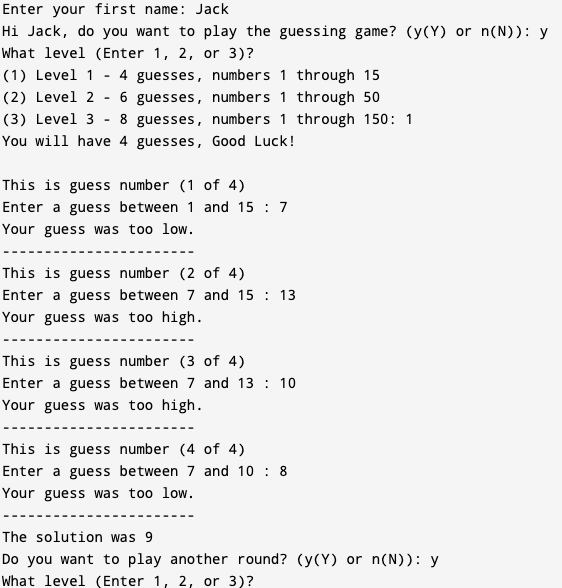 Enter your first name: Jack
Hi Jack, do you want to play the guessing game? (y(Y) or n(N)): y
What level (Enter 1, 2, or 3)?
(1) Level 1 - 4 guesses, numbers 1 through 15
(2) Level 2 - 6 guesses, numbers 1 through 50
(3) Level 3 - 8 guesses, numbers 1 through 150: 1
You will have 4 guesses, Good Luck!

This is guess number (1 of 4)
Enter a guess between 1 and 15 : 7
Your guess was too low.
-----------------------
This is guess number (2 of 4)
Enter a guess between 7 and 15 : 13
Your guess was too high.
-----------------------
This is guess number (3 of 4)
Enter a guess between 7 and 13 : 10
Your guess was too high.
-----------------------
This is guess number (4 of 4)
Enter a guess between 7 and 10 : 8
Your guess was too low.
-----------------------
The solution was 9
Do you want to play another round? (y(Y) or n(N)): y
What level (Enter 1, 2, or 3)?